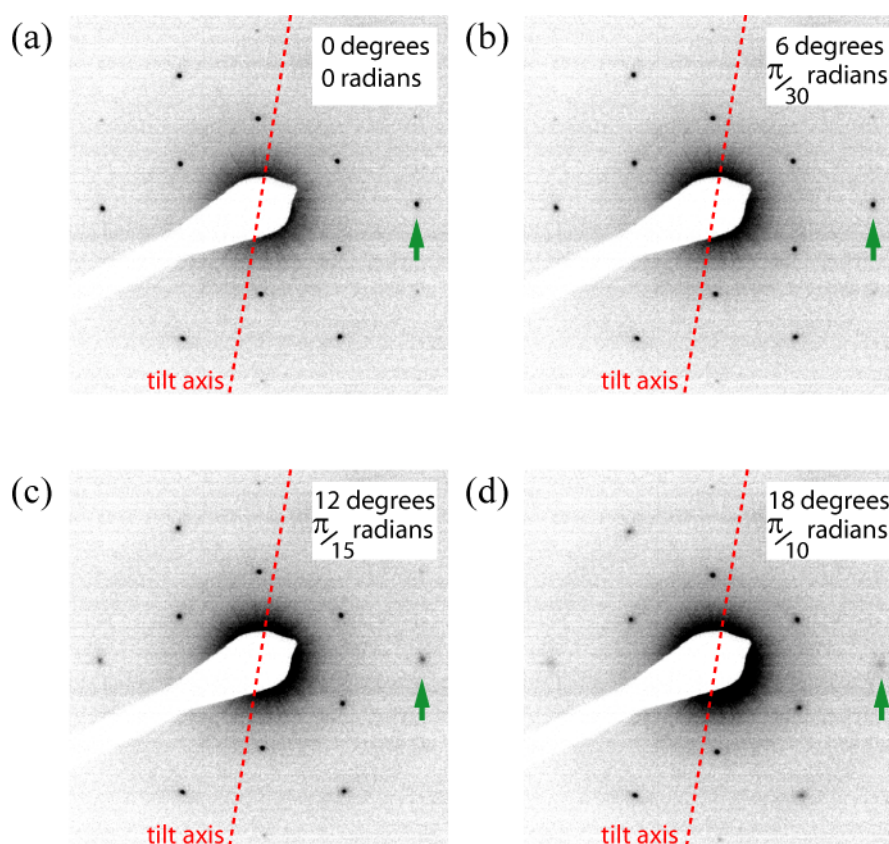 (a)
0 degrees
0 radians
tilt axis
(b)
6 degrees
π/30 radians
tilt axis
(c)
12 degrees
π/15 radians
tilt axis
(d)
18 degrees
π/10 radians
tilt axis